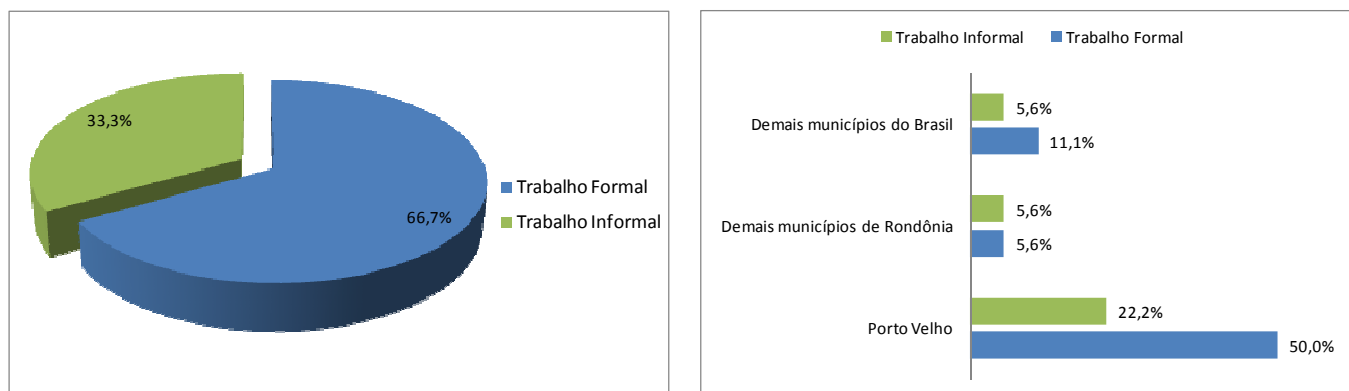 33,3%
66,7%
Trabalho Formal
Trabalho Informal
Trabalho Informal Trabalho Formal
Demais municípios do Brasil
5,6%
11,1%
Demais municípios de Rondônia
5,6%
5,6%
Porto Velho
22,2%
50,0%